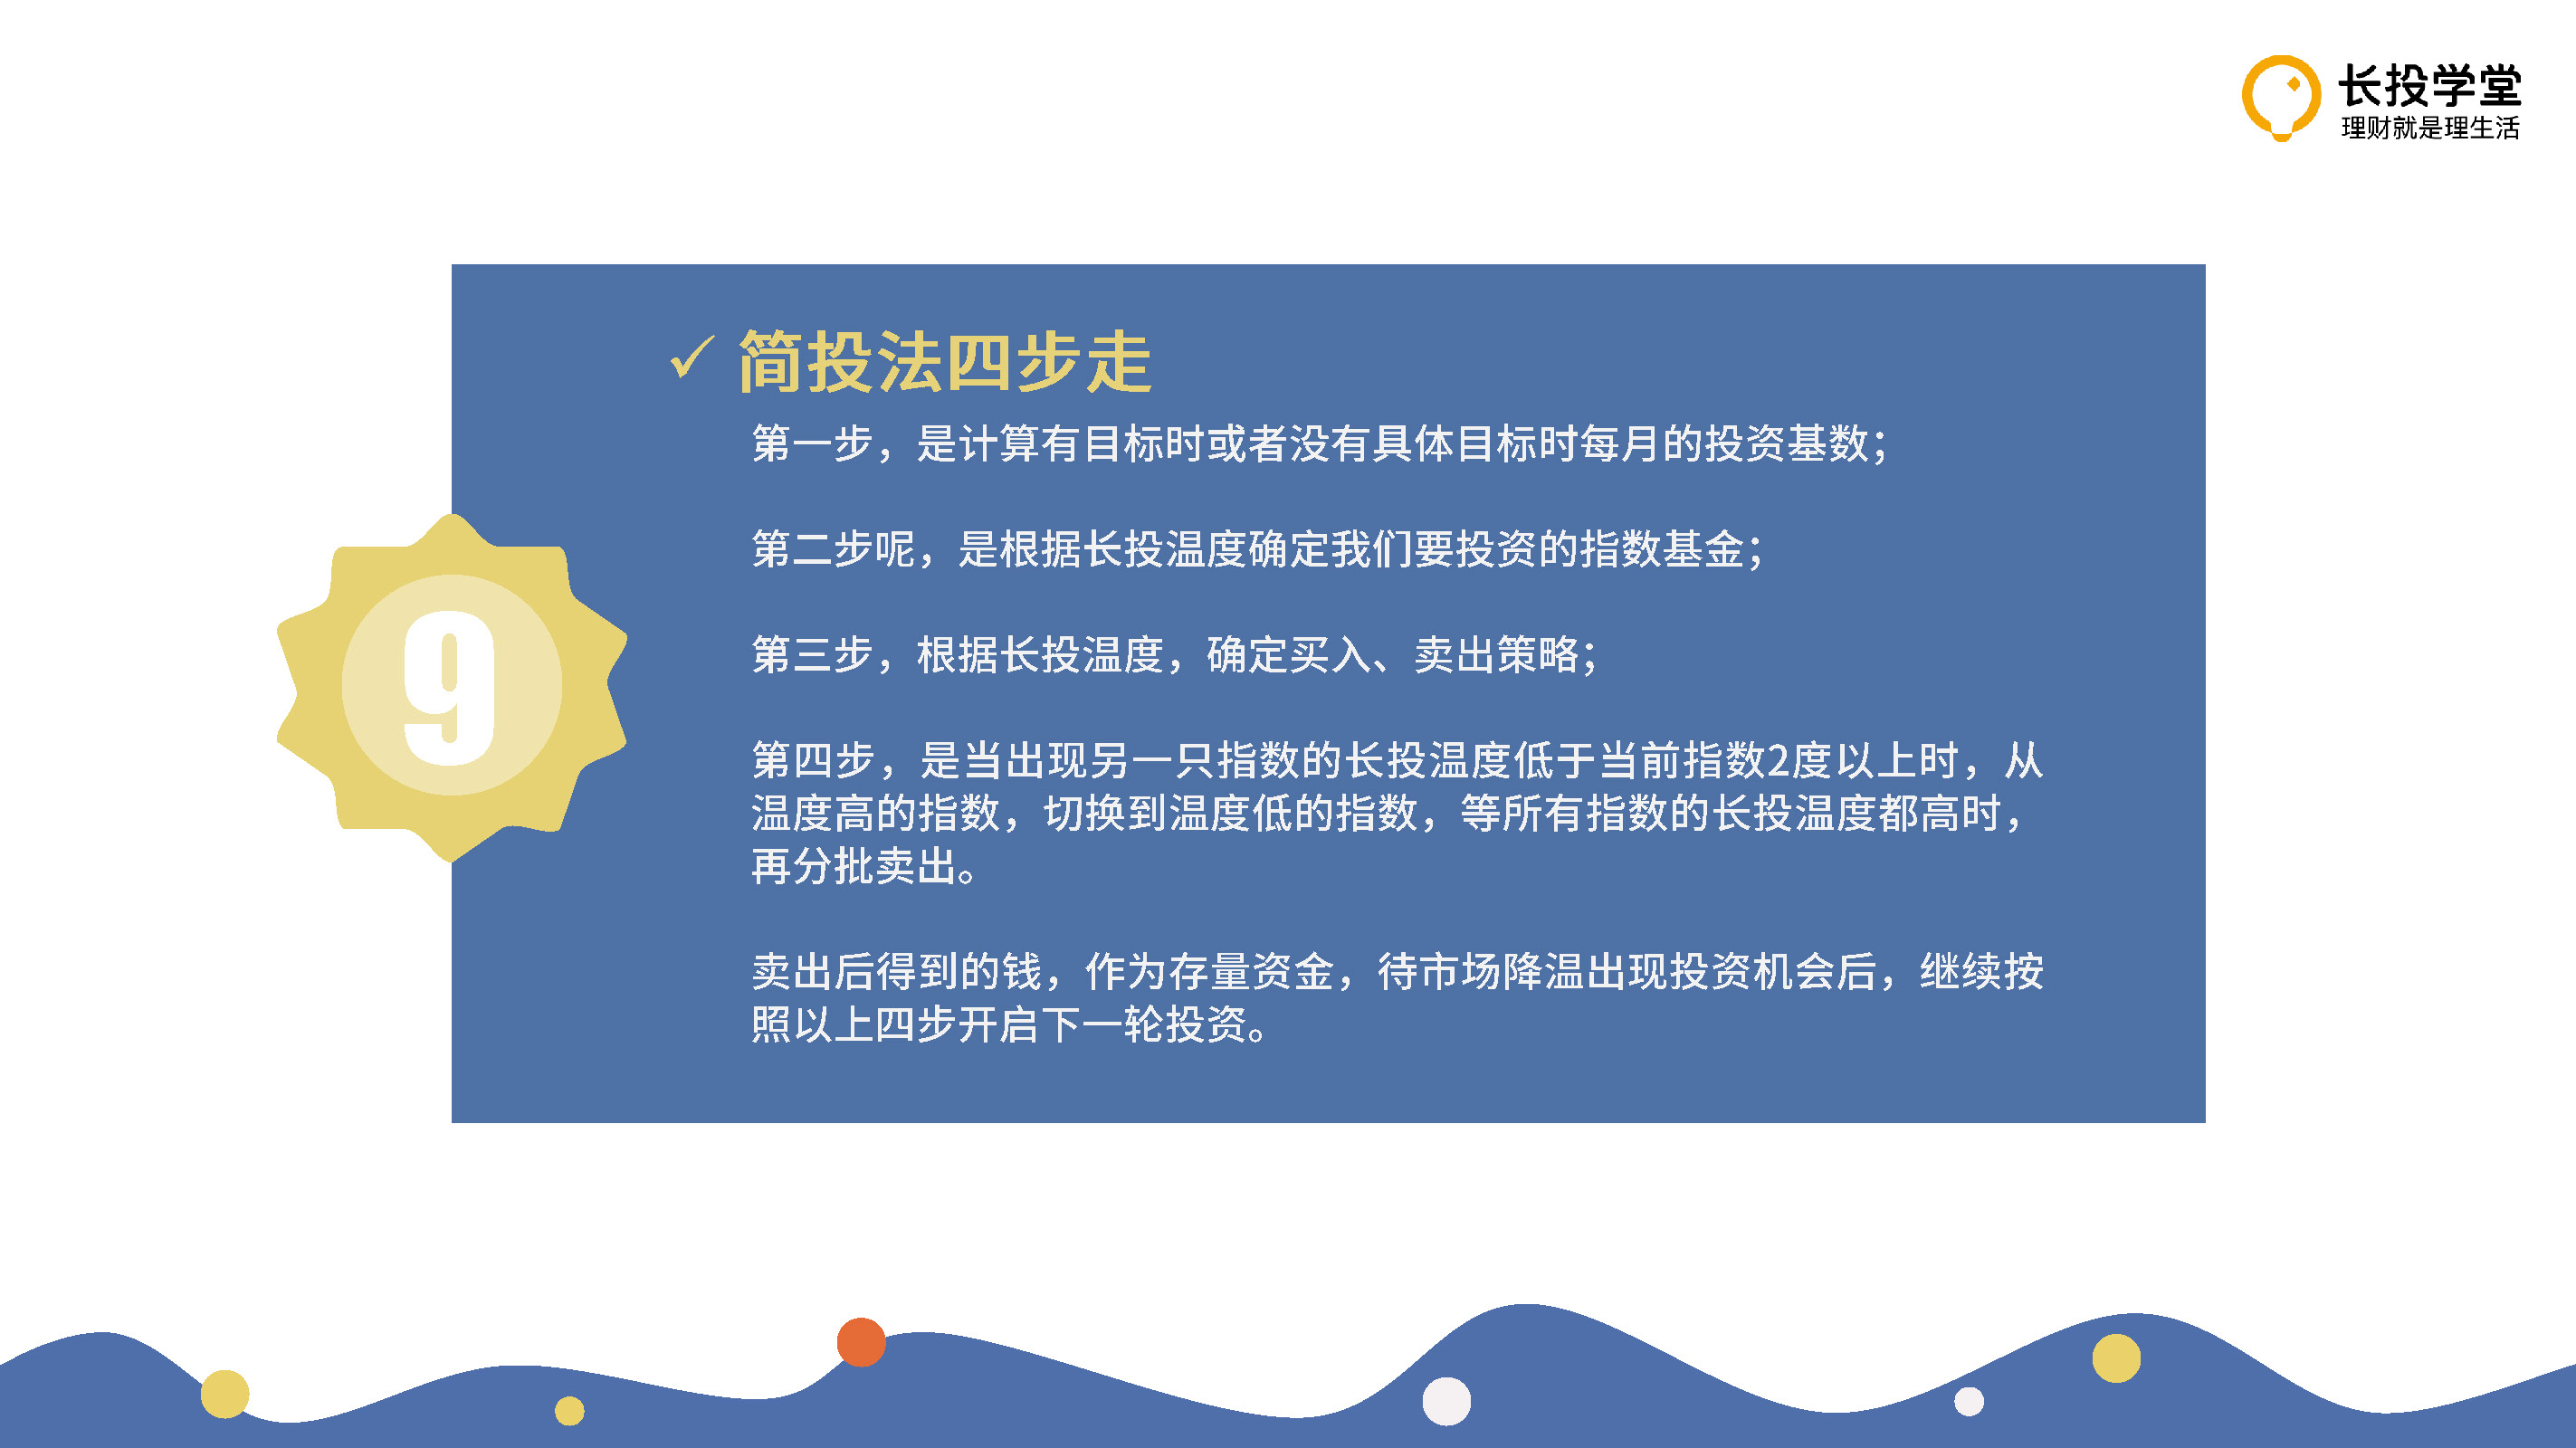 长投学堂
理财就是理生活
✓ 简投法四步走
第一步，是计算有目标时或者没有具体目标时每月的投资基数；
第二步呢，是根据长投温度确定我们要投资的指数基金；
第三步，根据长投温度，确定买入、卖出策略；
第四步，是当出现另一只指数的长投温度低于当前指数2度以上时，从
温度高的指数，切换到温度低的指数，等所有指数的长投温度都高时，
再分批卖出。
卖出后得到的钱，作为存量资金，待市场降温出现投资机会后，继续按
照以上四步开启下一轮投资。
9